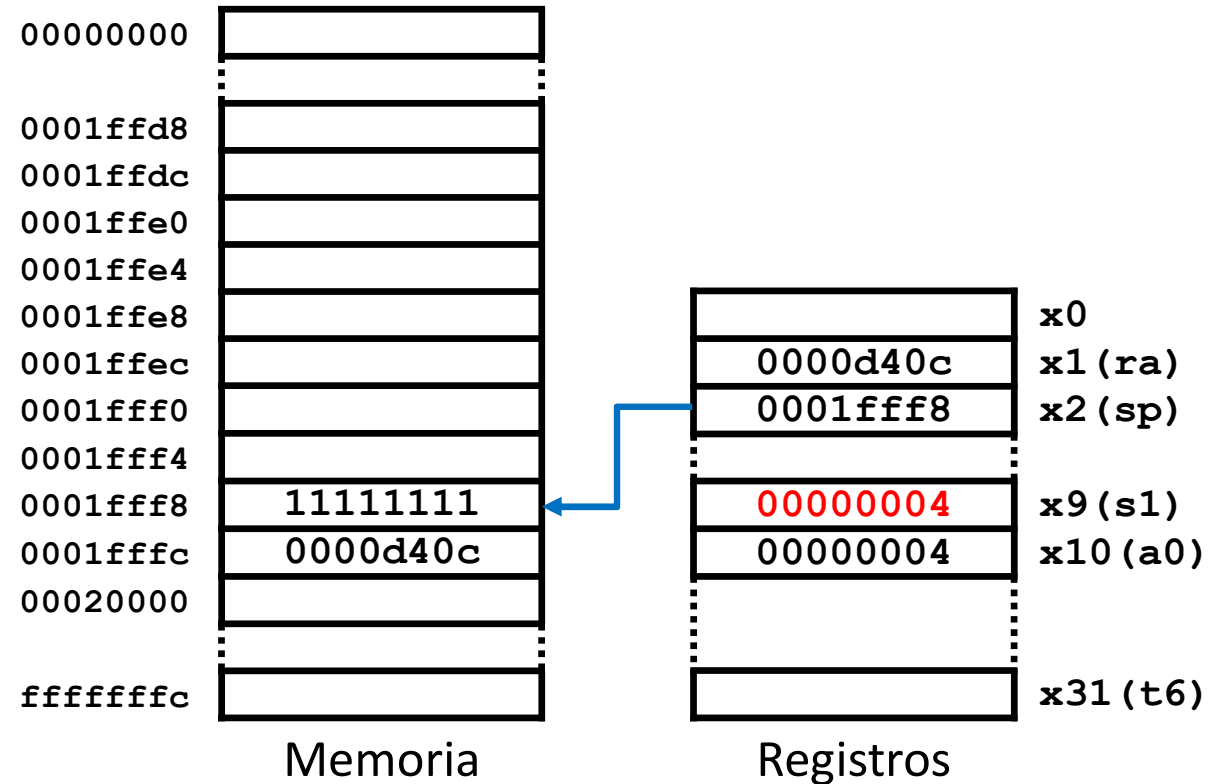 00000000
0001ffd8
0001ffdc
0001ffe0
0001ffe4
0001ffe8 x0
0001ffec 0000d40c x1(ra)
0001fff0 0001fff8 x2(sp)
0001fff4
0001fff8 11111111 00000004 x9(s1)
0001fffc 0000d40c 00000004 x10(a0)
00020000
fffffffc x31(t6)
Memoria Registros